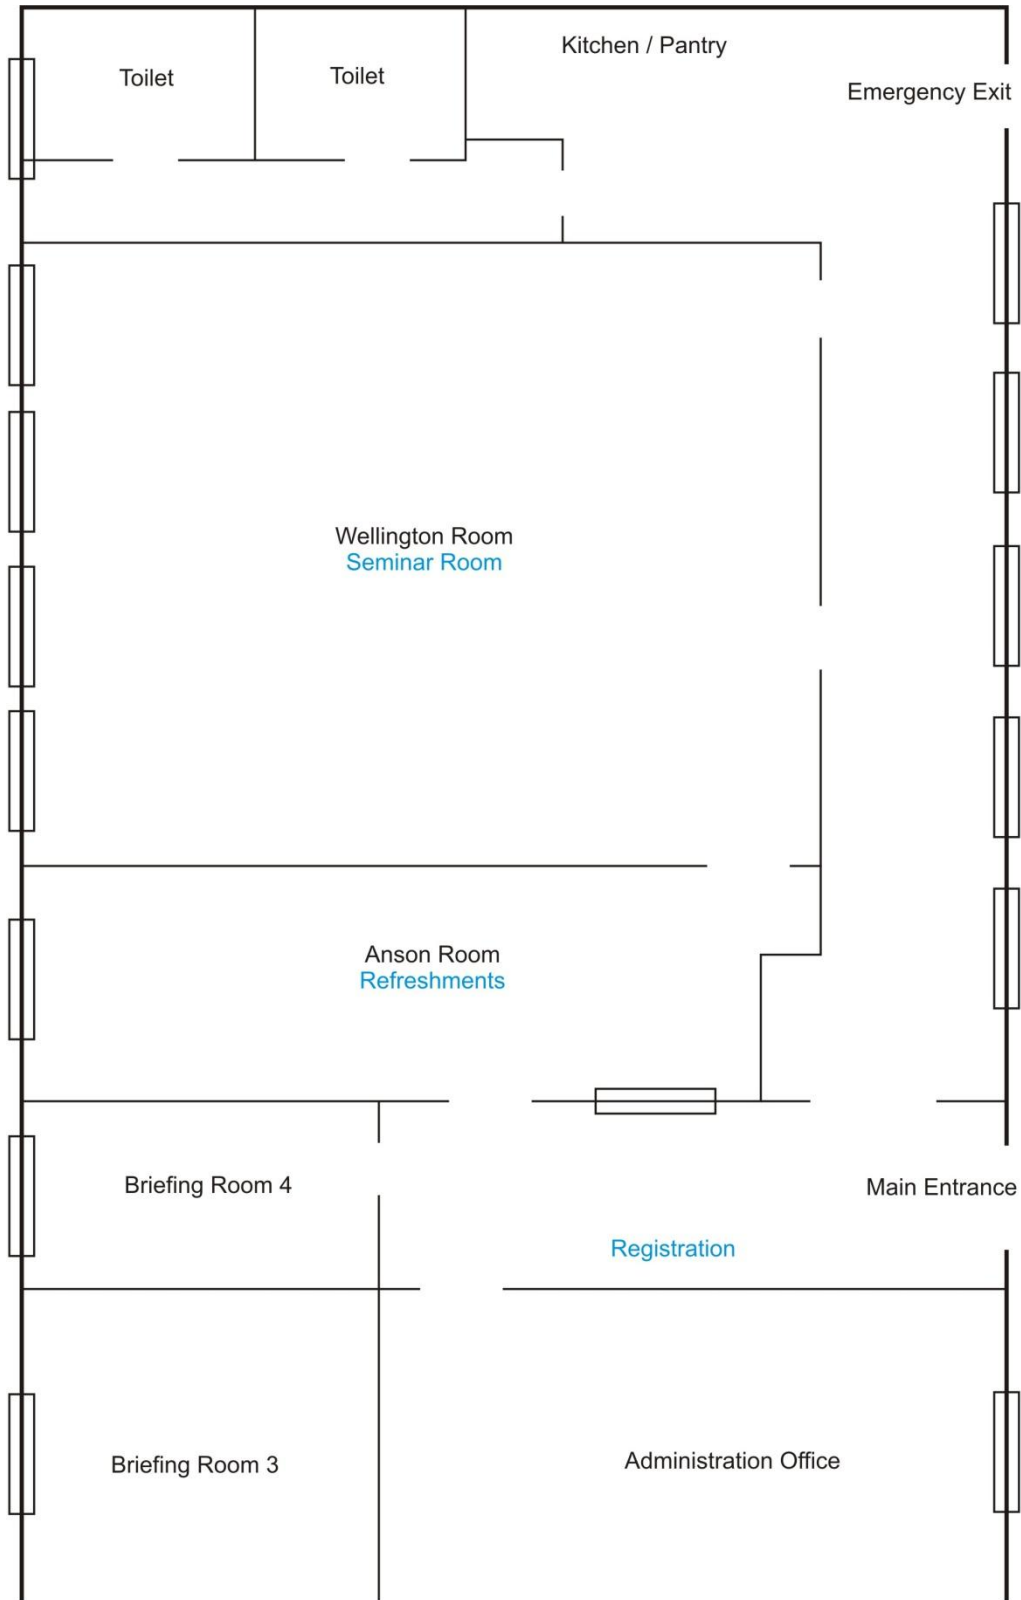 Kitchen / Pantry
Toilet
Toilet
Emergency Exit
Wellington Room
Seminar Room
Anson Room
Refreshments
Briefing Room 4
Main Entrance
Registration
Briefing Room 3
Administration Office